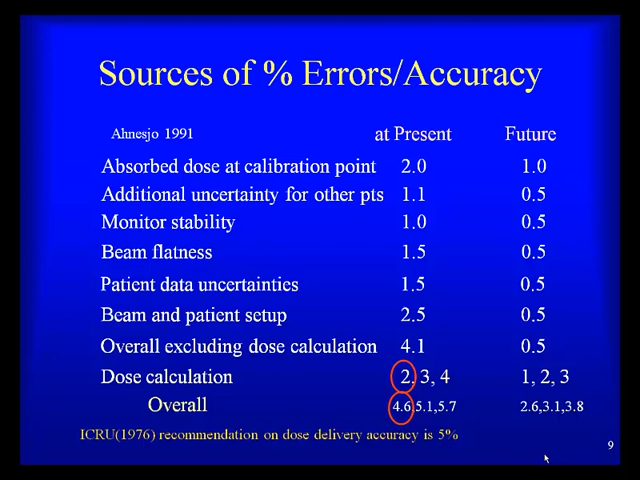 Sources of % Errors/Accuracy
Ahnesjo 1991 at Present Future
Absorbed dose at calibration point 2.0 1.0
Additional uncertainty for other pts 1.1 0.5
Monitor stability 1.0 0.5
Beam flatness 1.5 0.5
Patient data uncertainties 1.5 0.5
Beam and patient setup 2.5 0.5
Overall excluding dose calculation 4.1 0.5
Dose calculation 2, 3, 4 1, 2, 3
Overall 4.6,5.1,5.7 2.6,3.1,3.8
ICRU(1976) recommendation on dose delivery accuracy is 5%
9